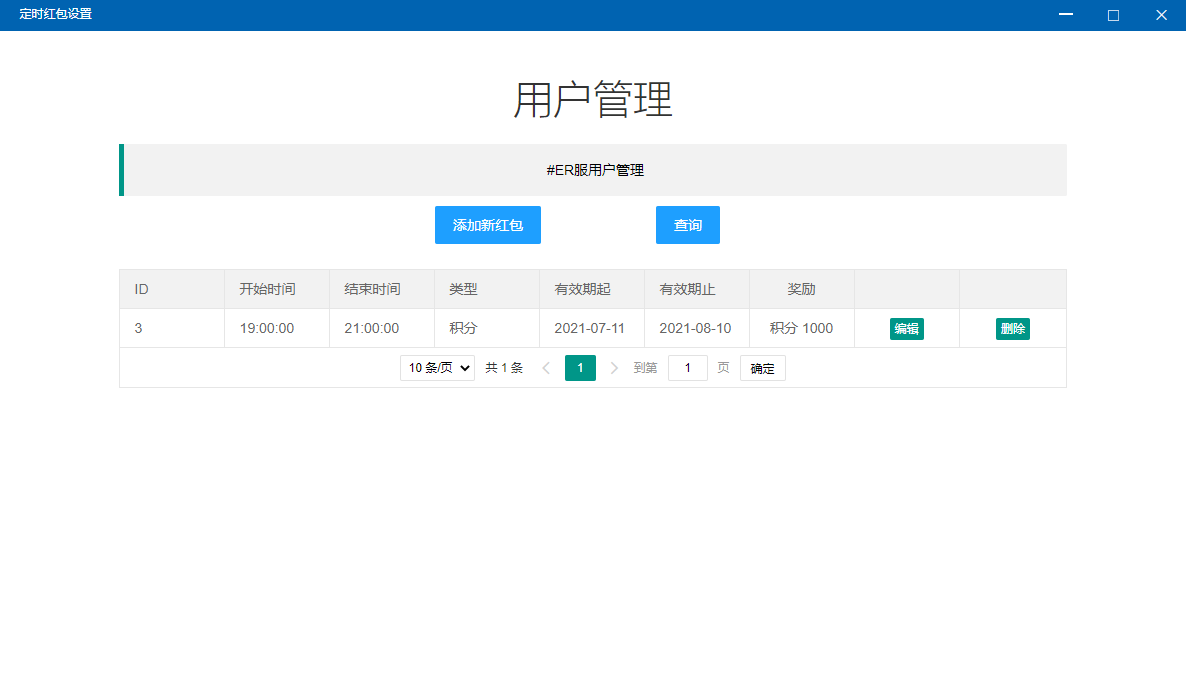 定时红包设置
用户管理
#ER服用户管理
添加新红包 查询
ID 开始时间 结束时间 类型 有效期起 有效期止 奖励
3 19:00:00 21:00:00 积分 2021-07-11 2021-08-10 积分 1000 编辑 删除
10 条/页 共 1 条 1 到第 1 页 确定